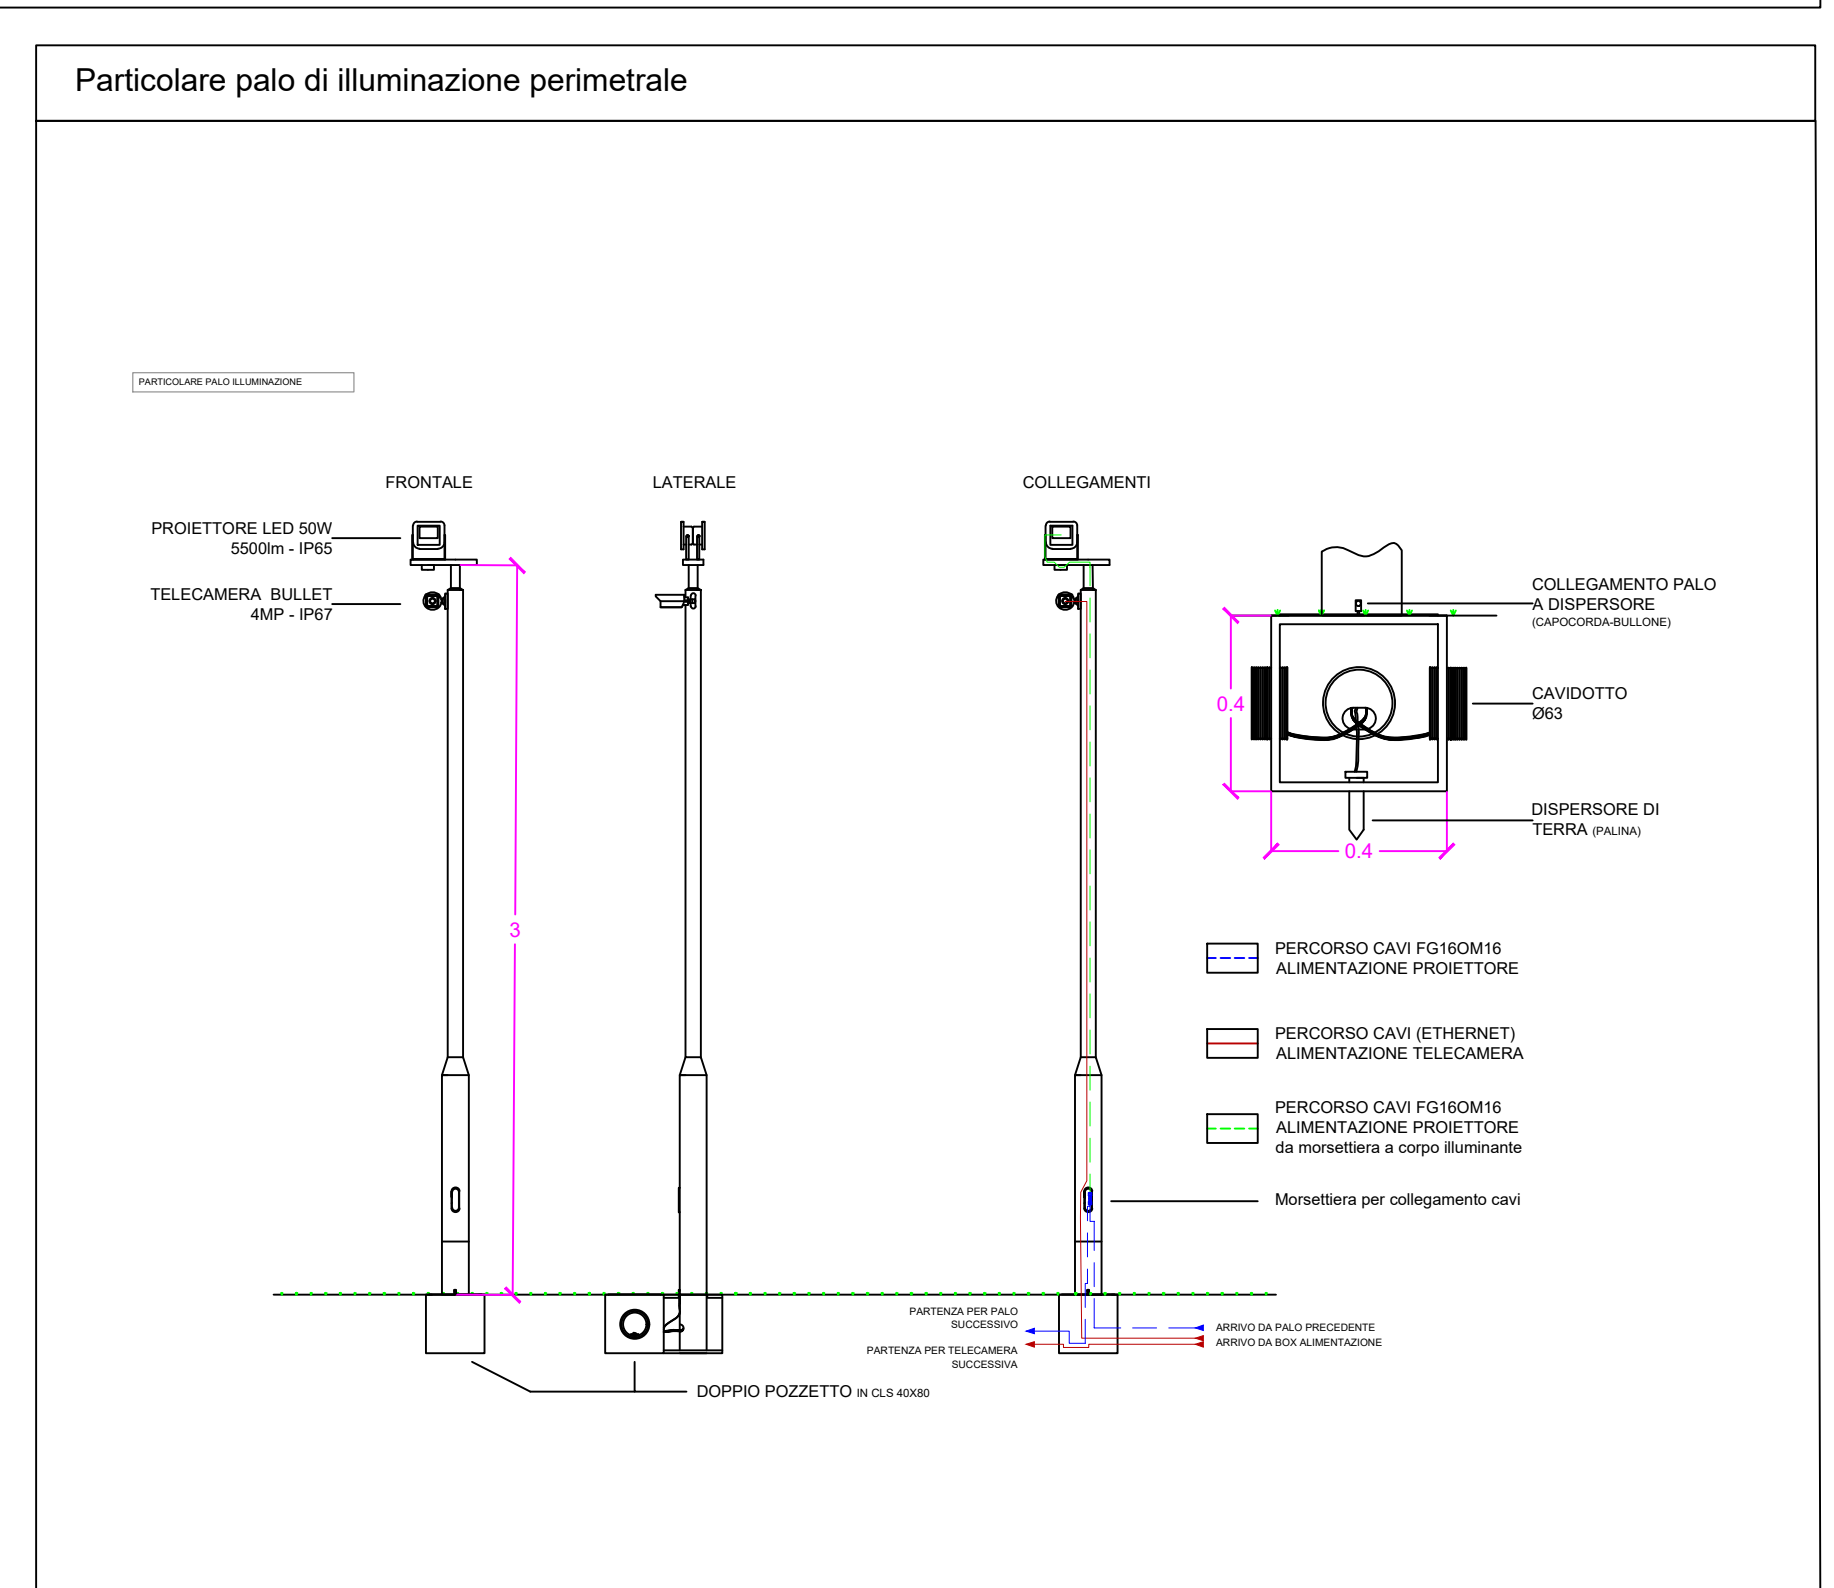 Particolare palo di illuminazione perimetrale
PARTICOLARE PALO ILLUMINAZIONE
FRONTALE
LATERALE
COLLEGAMENTI
PROIETTORE LED 50W
5500lm - IP65
TELECAMERA BULLET
4MP - IP67
3
COLLEGAMENTO PALO
A DISPERSORE
(CAPOCORDA-BULLONE)
0.4
CAVIDOTTO
Ø63
DISPERSORE DI
TERRA (PALINA)
0.4
PERCORSO CAVI FG16OM16
ALIMENTAZIONE PROIETTORE
PERCORSO CAVI (ETHERNET)
ALIMENTAZIONE TELECAMERA
PERCORSO CAVI FG16OM16
ALIMENTAZIONE PROIETTORE
da morsettiera a corpo illuminante
Morsettiera per collegamento cavi
PARTENZA PER PALO
SUCCESSIVO
PARTENZA PER TELECAMERA
SUCCESSIVA
ARRIVO DA PALO PRECEDENTE
ARRIVO DA BOX ALIMENTAZIONE
DOPPIO POZZETTO IN CLS 40X80